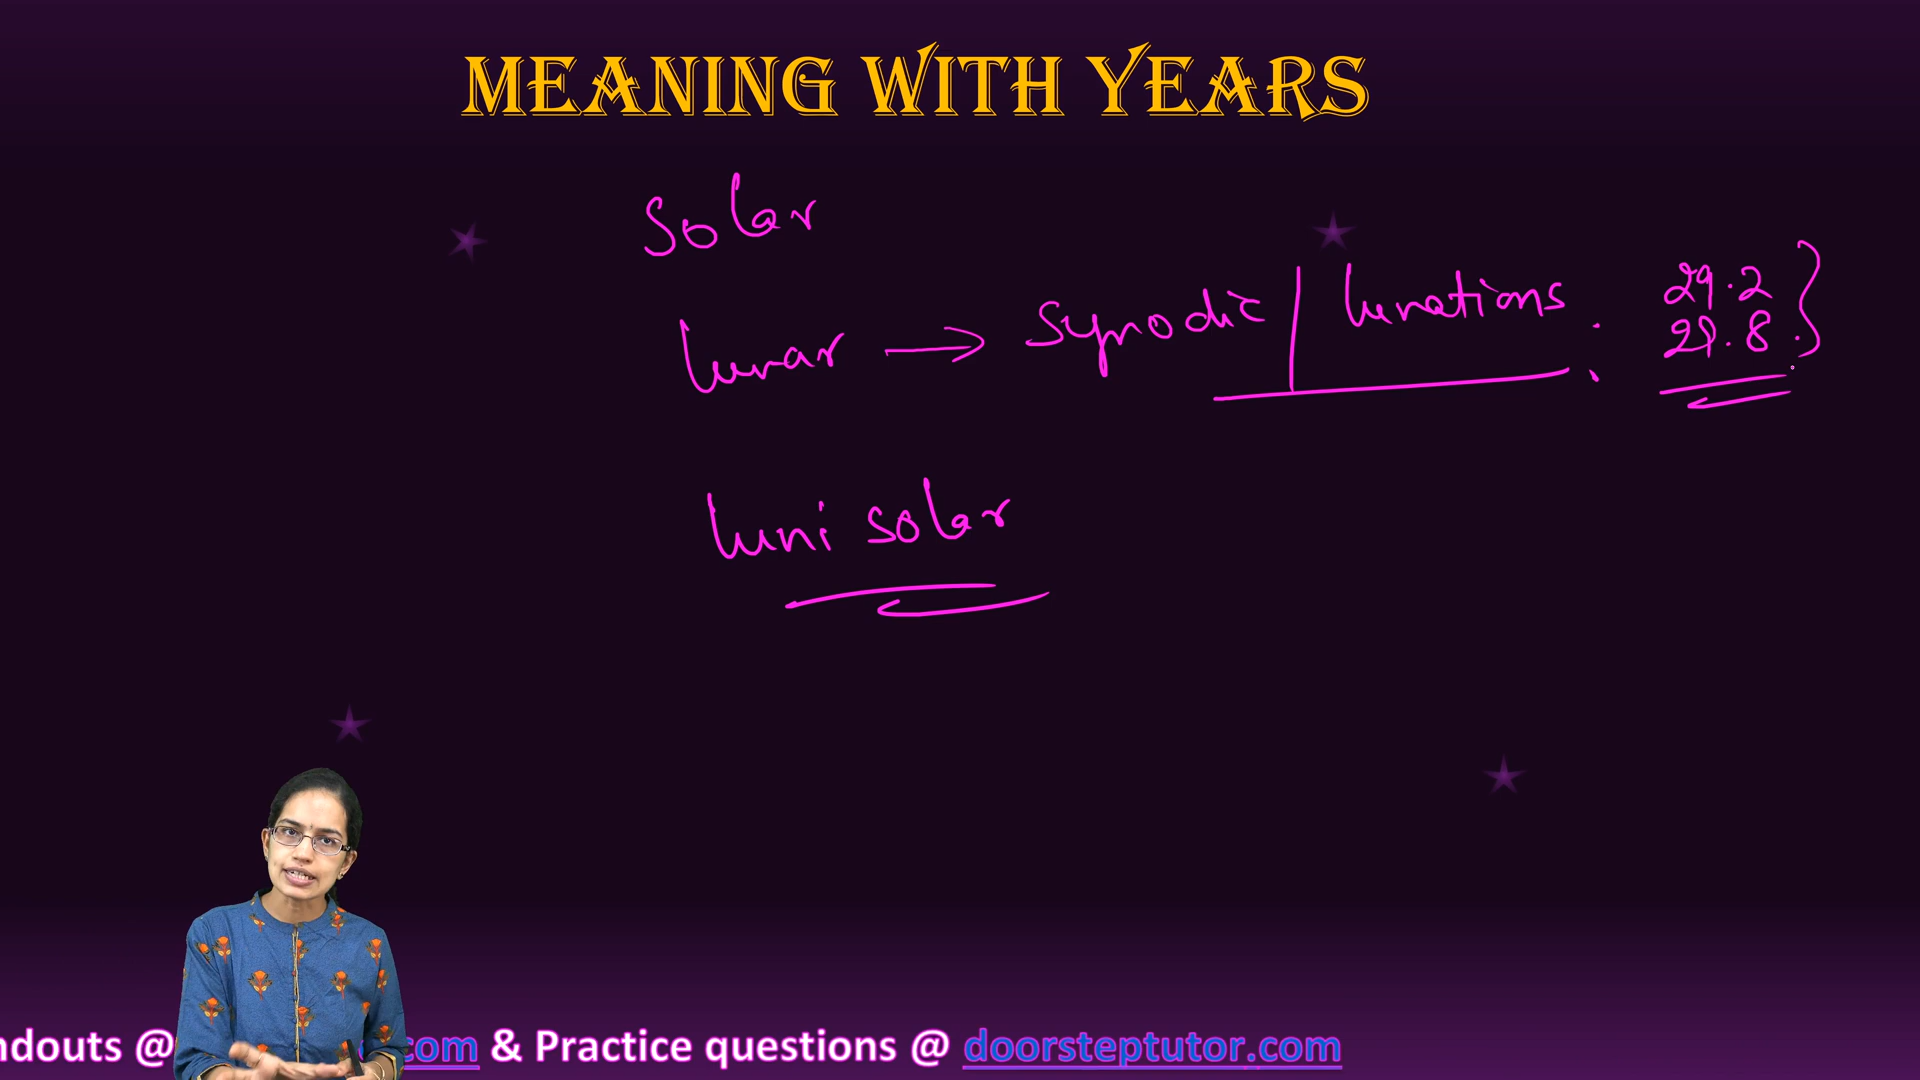 MEANING WITH YEARS
Solar
lunar → Synodic | lunations : 29.2
29.8 }
luni solar
ndouts @ .com & Practice questions @ doorsteptutor.com